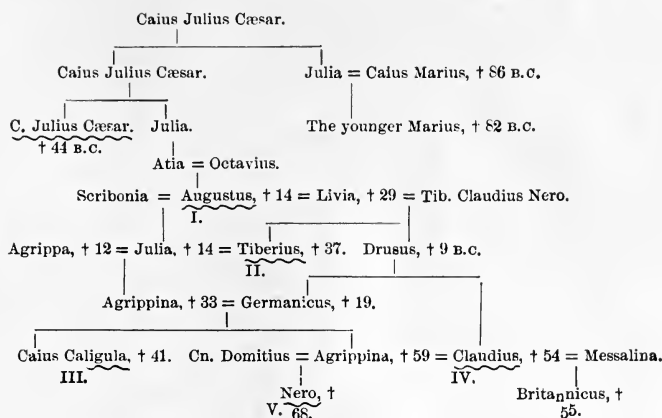 Caius Julius Cæsar.
Caius Julius Cæsar. Julia = Caius Marius, † 86 B.C.
C. Julius Cæsar. Julia. The younger Marius, † 82 B.C.
† 44 B.C.
Atia = Octavius.
Scribonia = Augustus, † 14 = Livia, † 29 = Tib. Claudius Nero.
I.
Agrippa, † 12 = Julia, † 14 = Tiberius, † 37. Drusus, † 9 B.C.
II.
Agrippina, † 33 = Germanicus, † 19.
Caius Caligula, † 41. Cn. Domitius = Agrippina, † 59 = Claudius, † 54 = Messalina.
III. IV.
Nero, † Britannicus, †
V. 68. 55.